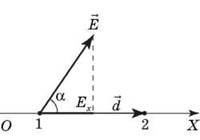 E⃗
α
Eₓ d⃗
O 1 2 X